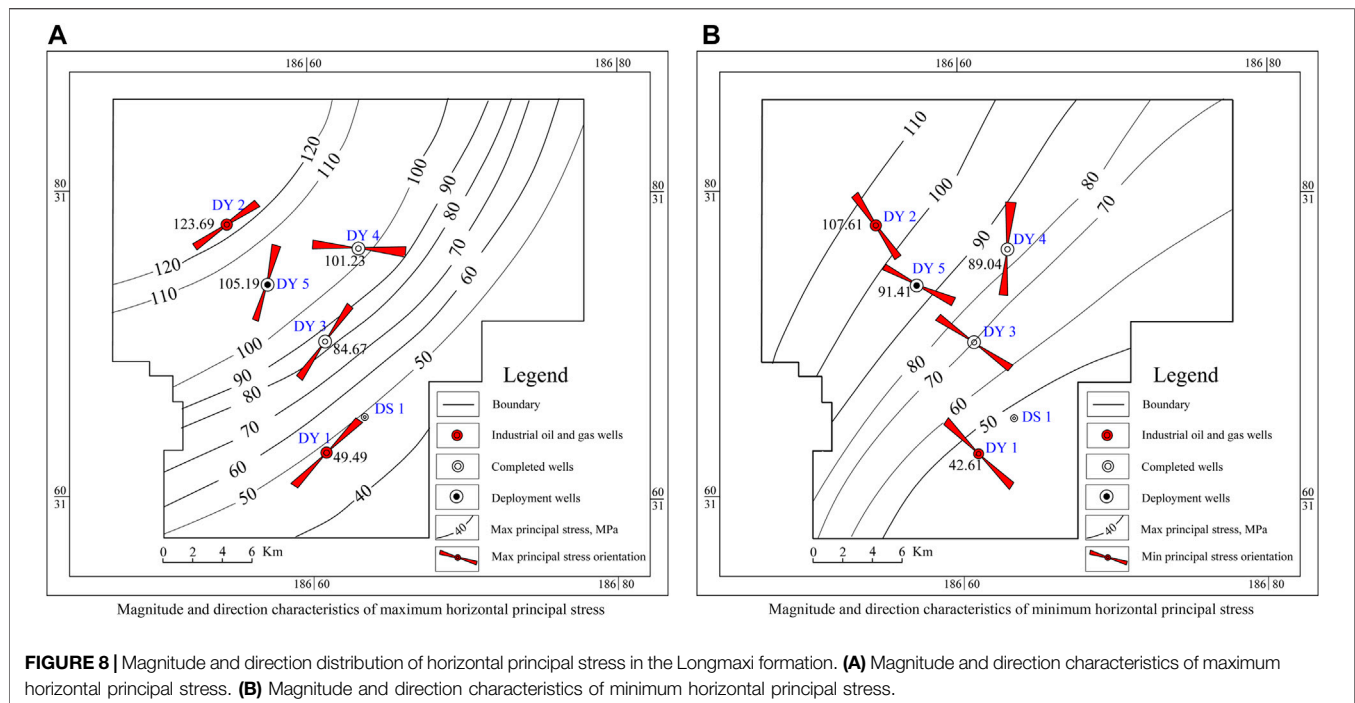 A
186 60
186 80
80
31
80
31
120
110
100
90
80
70
60
DY 2
123.69
DY 4
101.23
105.19
DY 5
120
110
DY 3
84.67
100
90
80
70
60
50
50
40
DS 1
DY 1
49.49
Legend
Boundary
Industrial oil and gas wells
Completed wells
Deployment wells
40
Max principal stress, MPa
Max principal stress orientation
60
31
60
31
0 2 4 6 Km
186 60
186 80
Magnitude and direction characteristics of maximum horizontal principal stress
B
186 60
186 80
80
31
80
31
110
100
90
80
70
DY 2
107.61
DY 4
89.04
DY 5
91.41
DY 3
80
70
60
50
DS 1
DY 1
42.61
Legend
Boundary
Industrial oil and gas wells
Completed wells
Deployment wells
40
Max principal stress, MPa
Min principal stress orientation
60
31
60
31
0 2 4 6 Km
186 60
186 80
Magnitude and direction characteristics of minimum horizontal principal stress
FIGURE 8 | Magnitude and direction distribution of horizontal principal stress in the Longmaxi formation. (A) Magnitude and direction characteristics of maximum
horizontal principal stress. (B) Magnitude and direction characteristics of minimum horizontal principal stress.